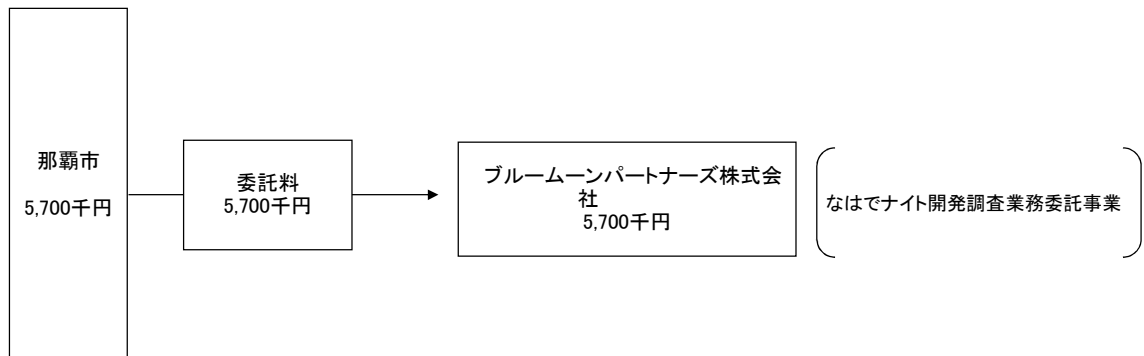 那覇市
5,700千円
委託料
5,700千円
ブルームーンパートナーズ株式会
社
5,700千円
なはでナイト開発調査業務委託事業